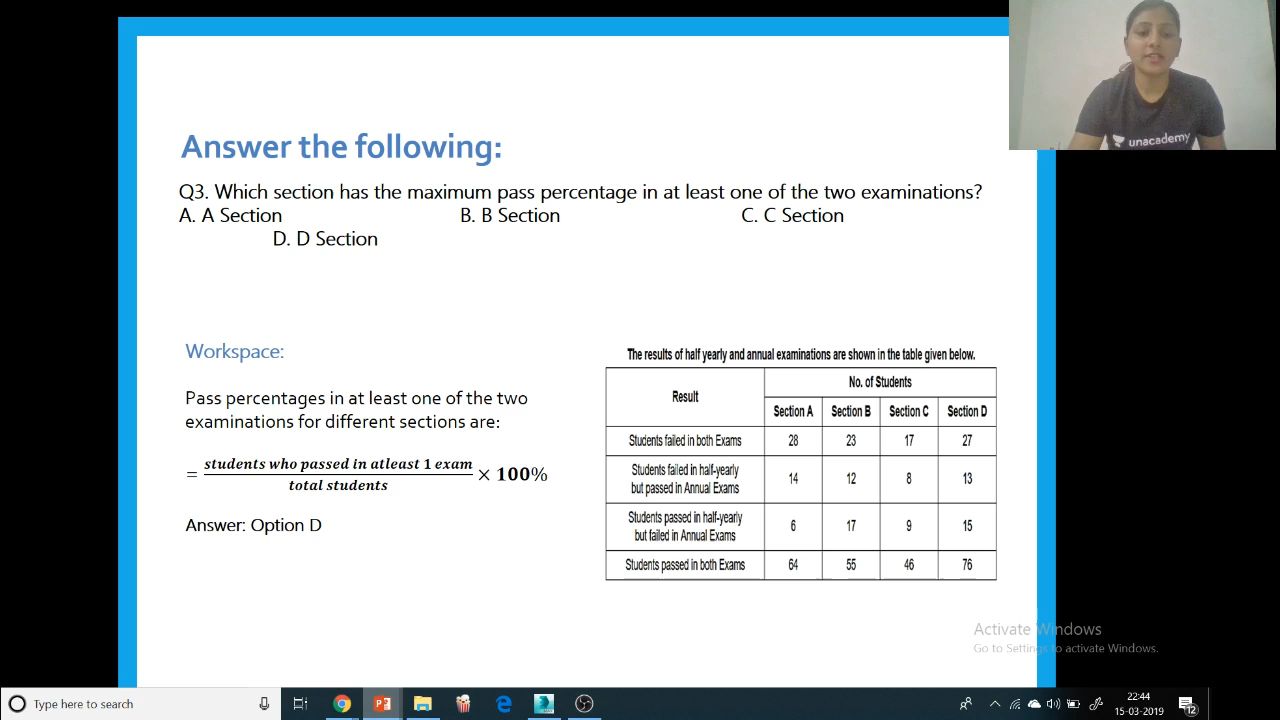 Answer the following:
Q3. Which section has the maximum pass percentage in at least one of the two examinations?
A. A Section B. B Section C. C Section
D. D Section
Workspace:
Pass percentages in at least one of the two
examinations for different sections are:
= students who passed in atleast 1 exam / total students × 100%
Answer: Option D
The results of half yearly and annual examinations are shown in the table given below.
Result No. of Students
Section A Section B Section C Section D
Students failed in both Exams 28 23 17 27
Students failed in half-yearly
but passed in Annual Exams 14 12 8 13
Students passed in half-yearly
but failed in Annual Exams 6 17 9 15
Students passed in both Exams 64 55 46 76
unacademy
Activate Windows
Go to Settings to activate Windows.
Type here to search
22:44
15-03-2019
12